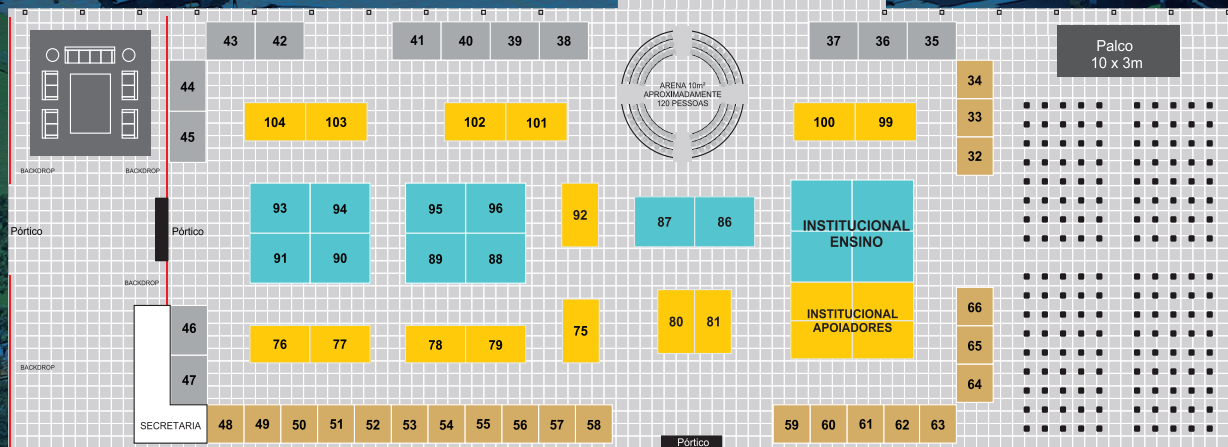 43 42 41 40 39 38 37 36 35
Palco
10 x 3m
44
34
ARENA 10m²
APROXIMADAMENTE
120 PESSOAS
104 103 102 101 100 99
33
45
32
BACKDROP BACKDROP
93 94 95 96 92
87 86
INSTITUCIONAL
ENSINO
Pórtico Pórtico
91 90 89 88
BACKDROP
66
46
75
80 81
INSTITUCIONAL
APOIADORES
76 77 78 79
65
BACKDROP
47
64
SECRETARIA
48 49 50 51 52 53 54 55 56 57 58 59 60 61 62 63
Pórtico